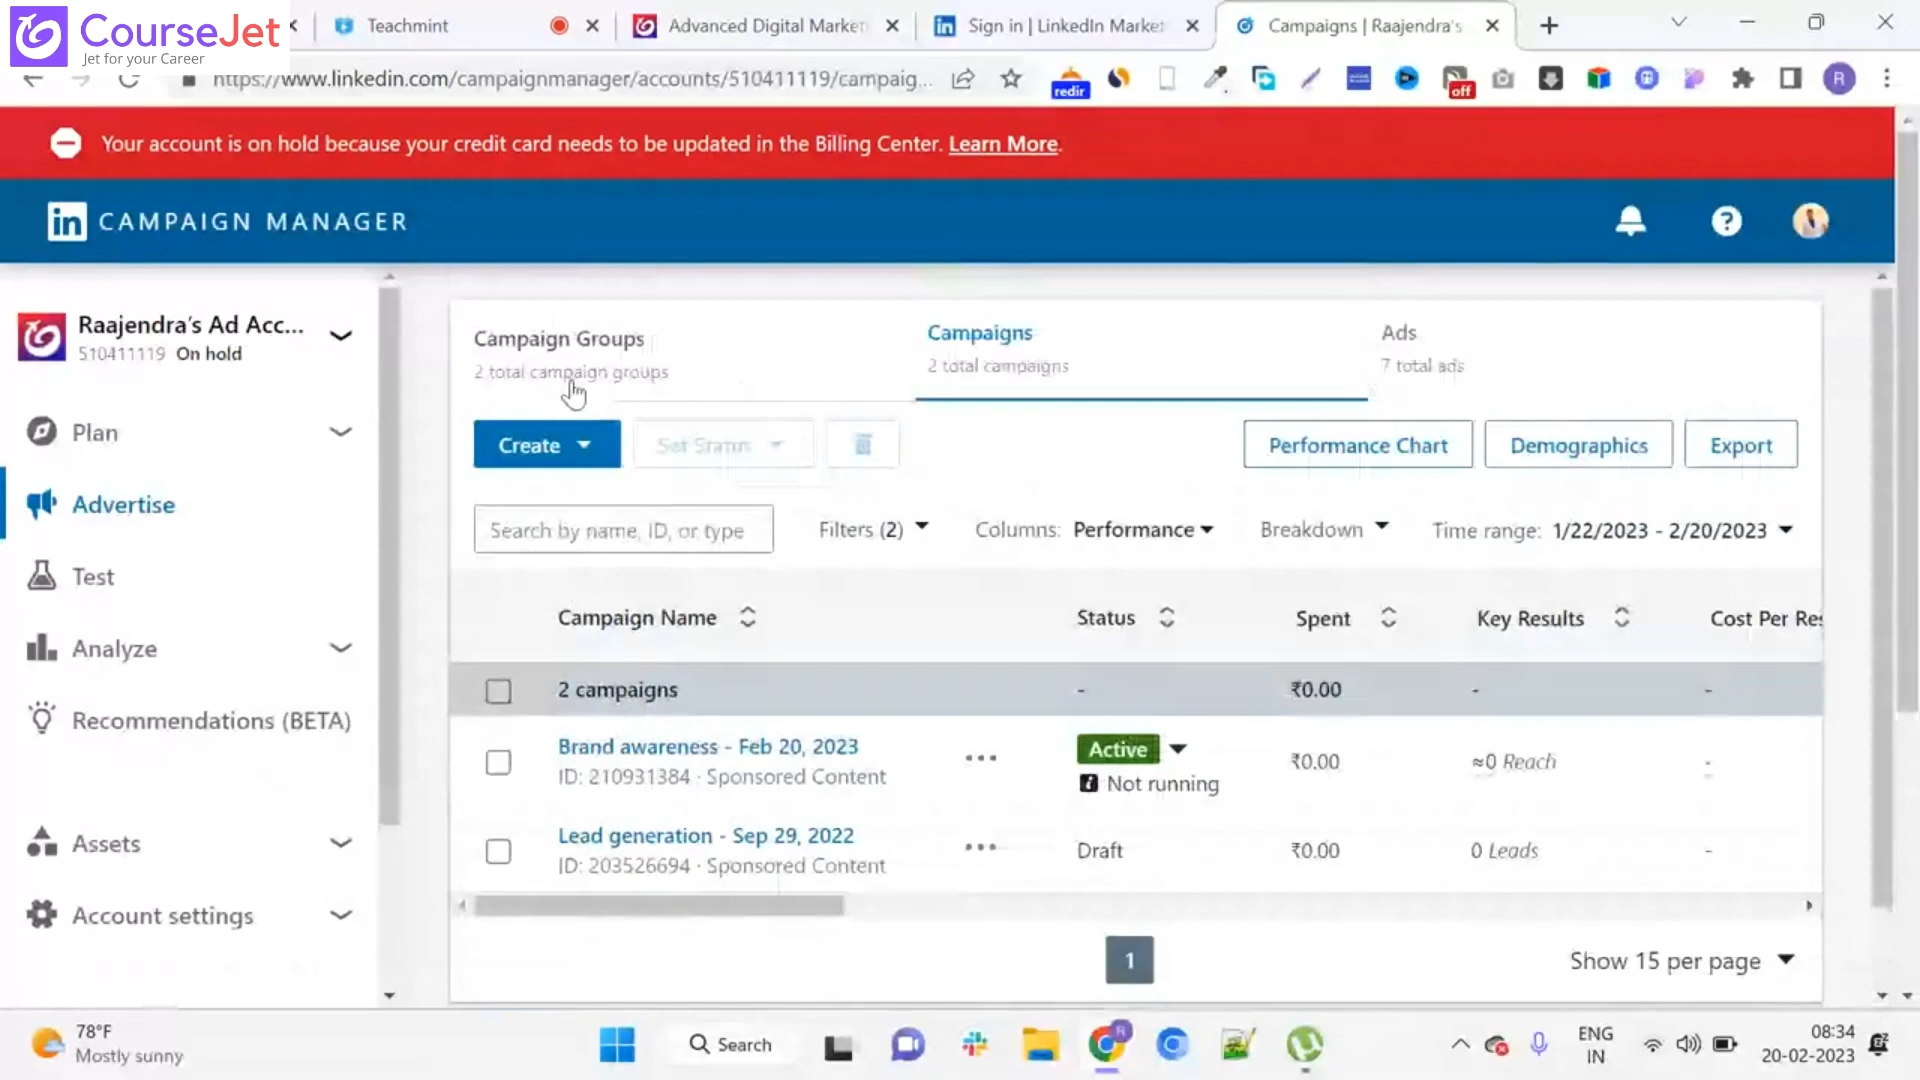 CourseJet
Jet for your Career
Teachmint
Advanced Digital Market
Sign in | LinkedIn Market
Campaigns | Raajendra's
https://www.linkedin.com/campaignmanager/accounts/510411119/campaig...
redir
off
R
Your account is on hold because your credit card needs to be updated in the Billing Center. Learn More.
in CAMPAIGN MANAGER
Raajendra's Ad Acc...
510411119 On hold
Plan
Advertise
Test
Analyze
Recommendations (BETA)
Assets
Account settings
Campaign Groups
2 total campaign groups
Campaigns
2 total campaigns
Ads
7 total ads
Create
Set Status
Performance Chart
Demographics
Export
Search by name, ID, or type
Filters (2)
Columns: Performance
Breakdown
Time range: 1/22/2023 - 2/20/2023
Campaign Name
Status
Spent
Key Results
Cost Per Res
2 campaigns
-
₹0.00
-
-
Brand awareness - Feb 20, 2023
ID: 210931384 · Sponsored Content
Active
Not running
₹0.00
≈0 Reach
-
Lead generation - Sep 29, 2022
ID: 203526694 · Sponsored Content
Draft
₹0.00
0 Leads
-
1
Show 15 per page
78°F
Mostly sunny
Search
ENG
IN
08:34
20-02-2023